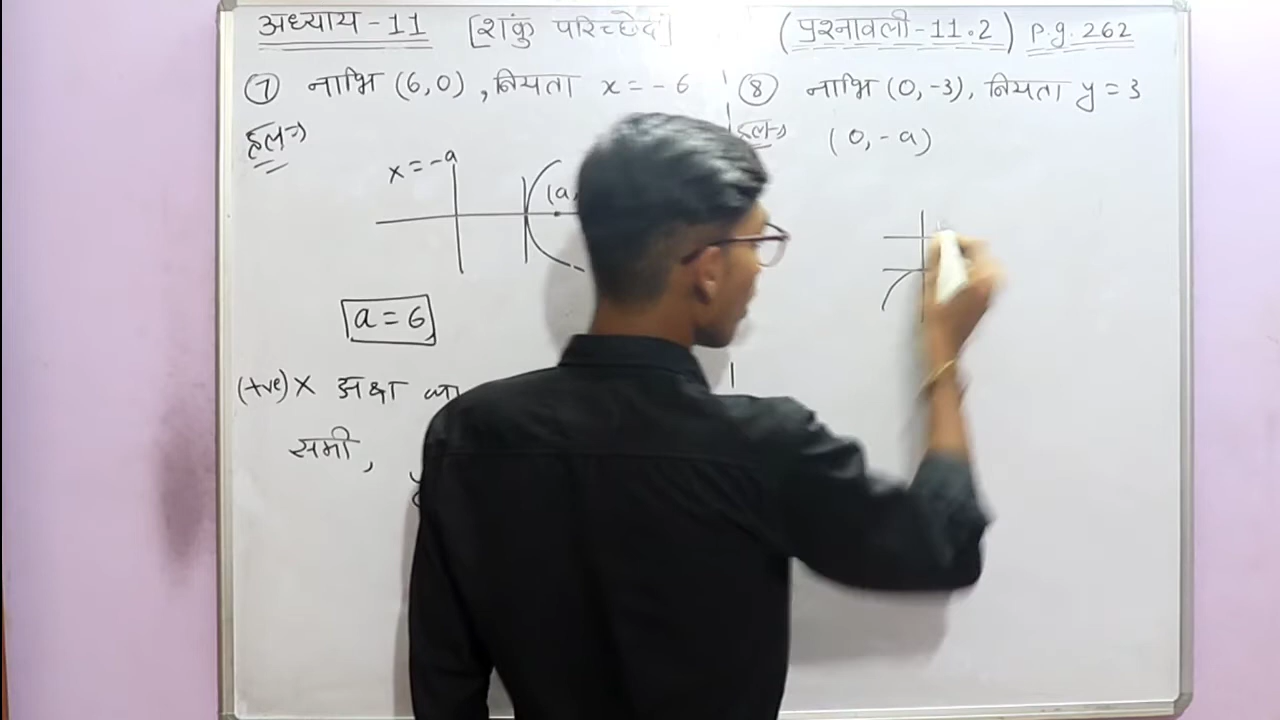 अध्याय-11 [शंकु परिच्छेद] (प्रश्नावली-11.2) p.g. 262
⑦ नाभि (6,0), नियता x = -6
हल→
x = -a
(a,
a = 6
(+ve) x अक्ष
समी,
⑧ नाभि (0,-3), नियता y = 3
हल→
(0,-a)